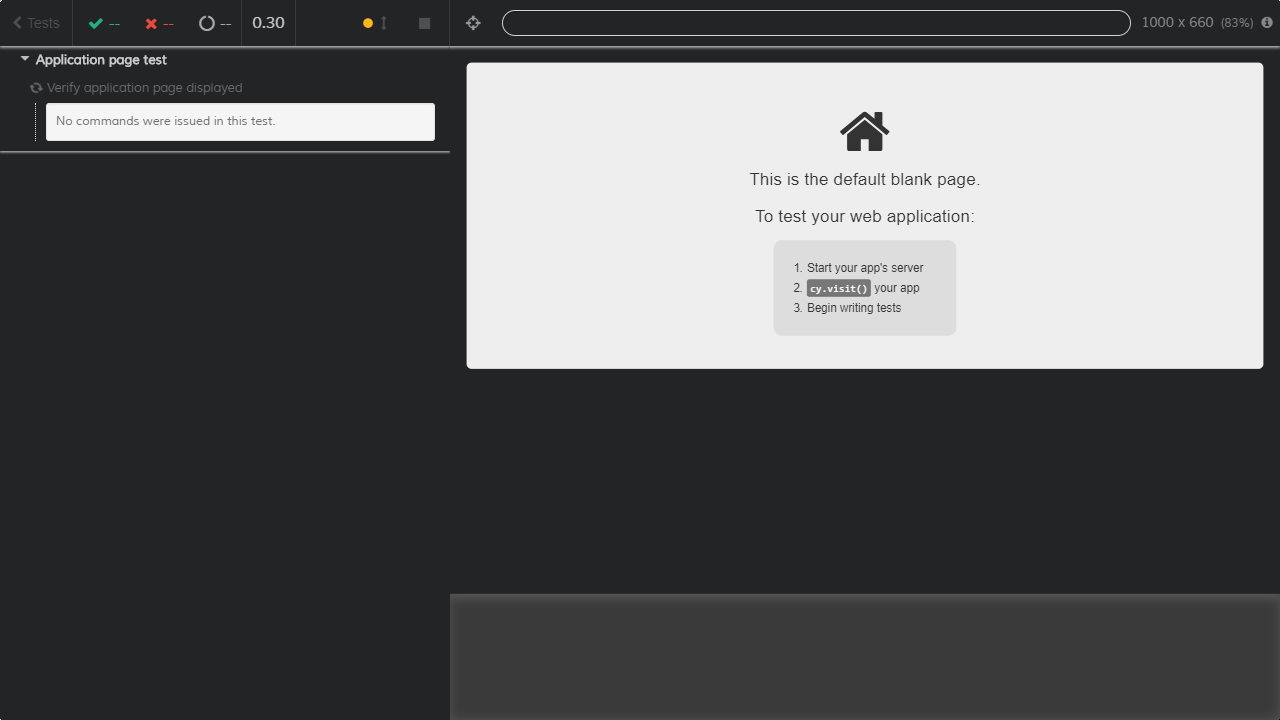 Tests
--
--
--
0.30
1000 x 660 (83%)
Application page test
Verify application page displayed
No commands were issued in this test.
This is the default blank page.
To test your web application:
1. Start your app's server
2. cy.visit() your app
3. Begin writing tests